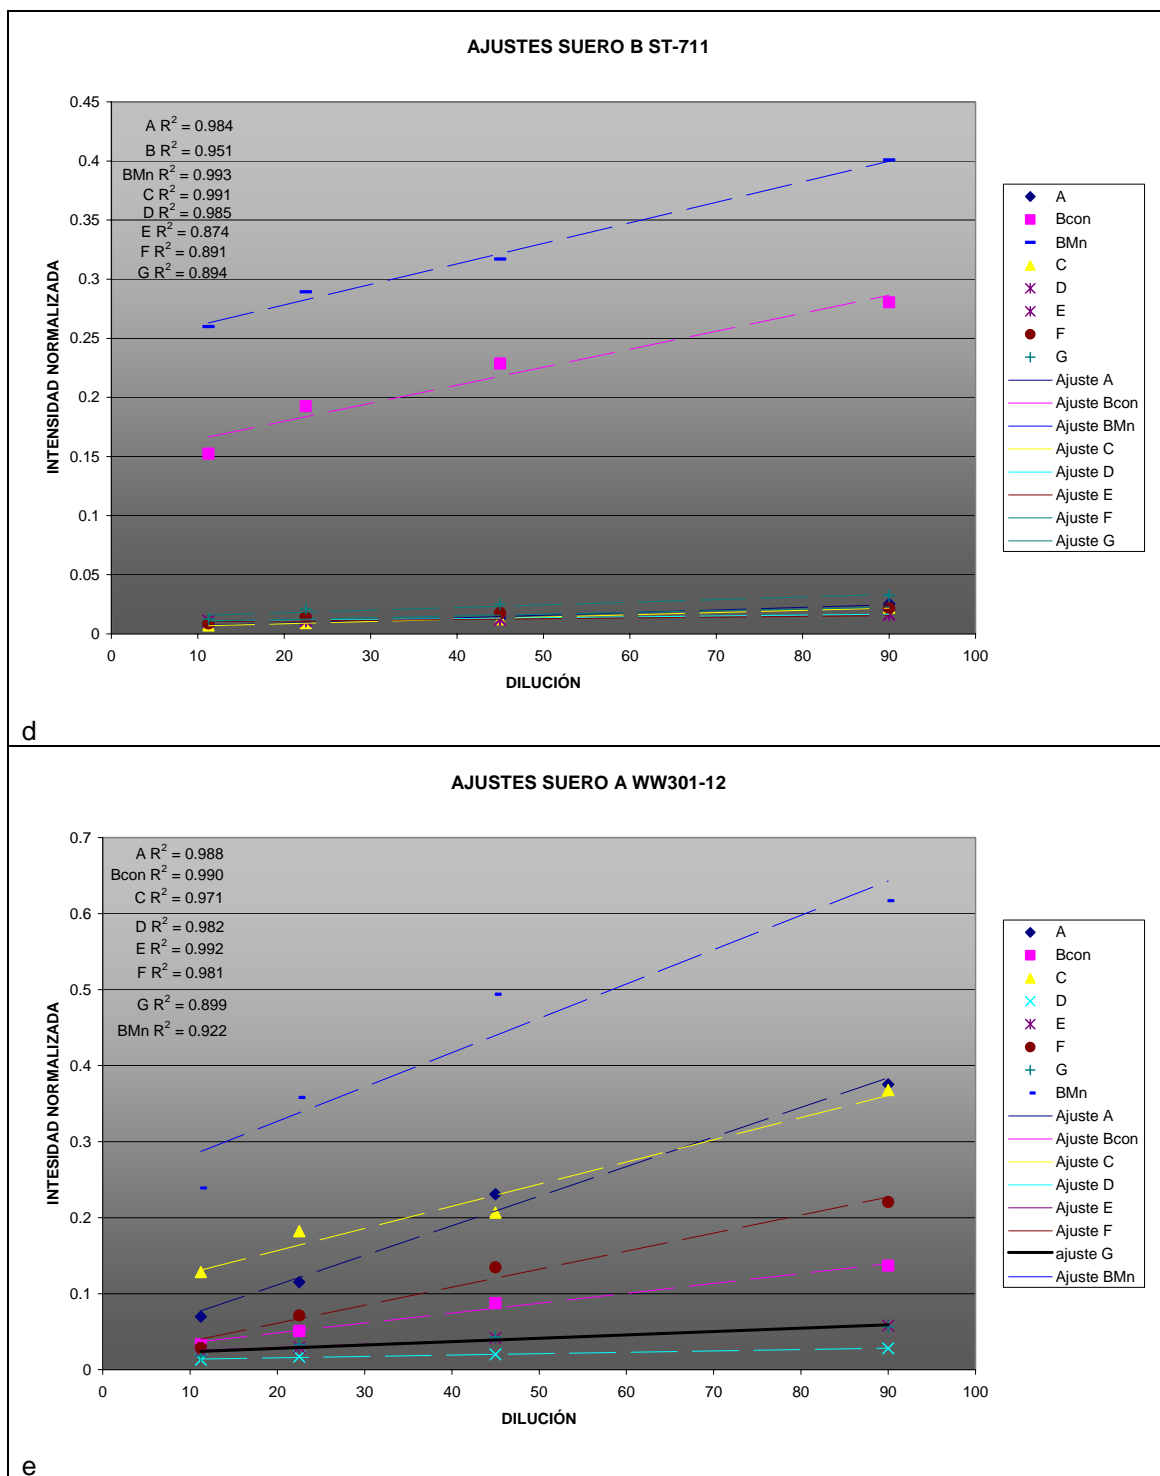 AJUSTES SUERO B ST-711
0.45
0.4
0.35
0.3
0.25
0.2
0.15
0.1
0.05
0
INTENSIDAD NORMALIZADA
A R² = 0.984
B R² = 0.951
BMn R² = 0.993
C R² = 0.991
D R² = 0.985
E R² = 0.874
F R² = 0.891
G R² = 0.894
0 10 20 30 40 50 60 70 80 90 100
DILUCIÓN
A
Bcon
BMn
C
D
E
F
G
Ajuste A
Ajuste Bcon
Ajuste BMn
Ajuste C
Ajuste D
Ajuste E
Ajuste F
Ajuste G
d
AJUSTES SUERO A WW301-12
0.7
0.6
0.5
0.4
0.3
0.2
0.1
0
INTESIDAD NORMALIZADA
A R² = 0.988
Bcon R² = 0.990
C R² = 0.971
D R² = 0.982
E R² = 0.992
F R² = 0.981
G R² = 0.899
BMn R² = 0.922
0 10 20 30 40 50 60 70 80 90 100
DILUCIÓN
A
Bcon
C
D
E
F
G
BMn
Ajuste A
Ajuste Bcon
Ajuste C
Ajuste D
Ajuste E
Ajuste F
ajuste G
Ajuste BMn
e